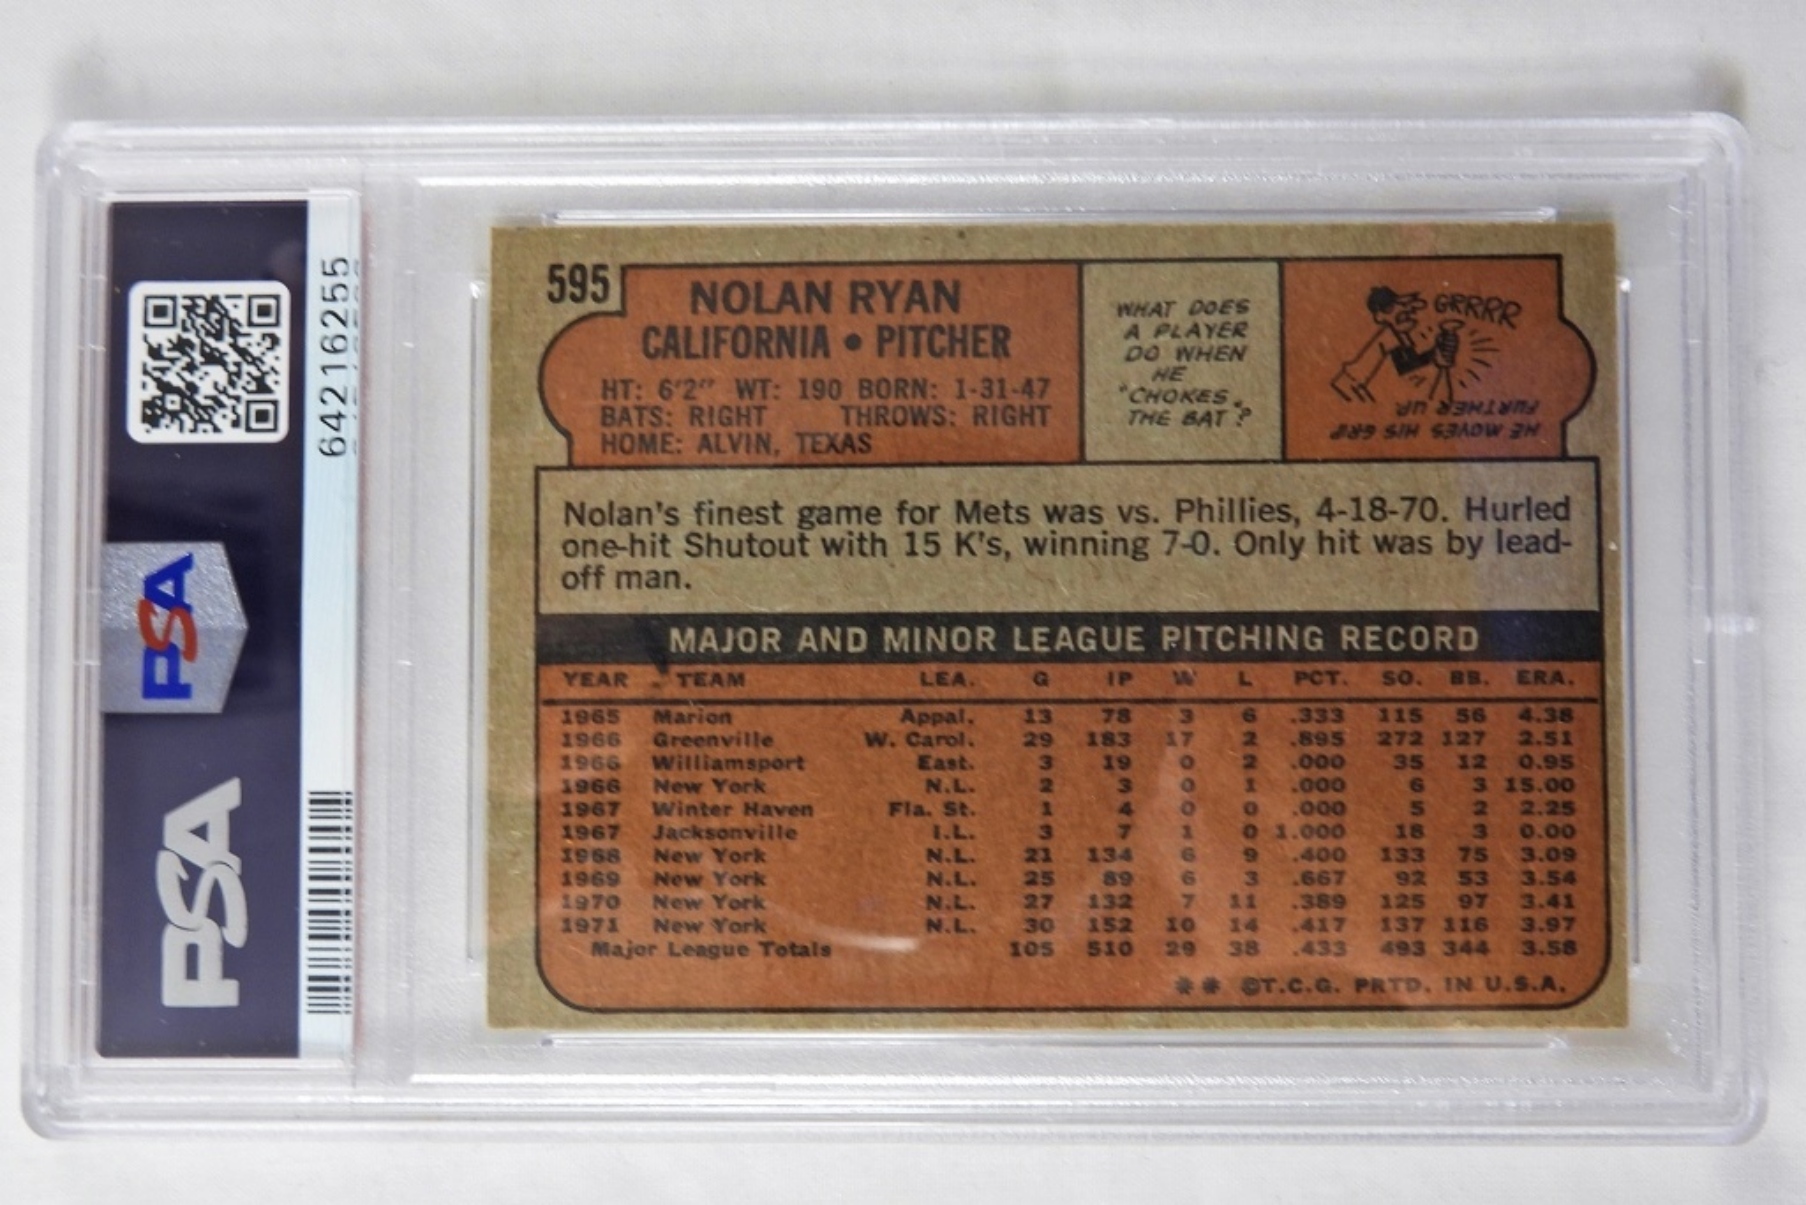 64216255
PSA
PSA
595
NOLAN RYAN
CALIFORNIA • PITCHER
HT: 6'2" WT: 190 BORN: 1-31-47
BATS: RIGHT THROWS: RIGHT
HOME: ALVIN, TEXAS
WHAT DOES
A PLAYER
DO WHEN
HE
"CHOKES"
THE BAT?
GRRRR
HE MOVES HIS GRIP
FURTHER UP
Nolan's finest game for Mets was vs. Phillies, 4-18-70. Hurled
one-hit Shutout with 15 K's, winning 7-0. Only hit was by lead-
off man.
MAJOR AND MINOR LEAGUE PITCHING RECORD
YEAR TEAM LEA. G IP W L PCT. SO. BB. ERA.
1965 Marion Appal. 13 78 3 6 .333 115 56 4.38
1966 Greenville W. Carol. 29 183 17 2 .895 272 127 2.51
1966 Williamsport East. 3 19 0 2 .000 35 12 0.95
1966 New York N.L. 2 3 0 1 .000 6 3 15.00
1967 Winter Haven Fla. St. 1 4 0 0 .000 5 2 2.25
1967 Jacksonville I.L. 3 7 1 0 1.000 18 3 0.00
1968 New York N.L. 21 134 6 9 .400 133 75 3.09
1969 New York N.L. 25 89 6 3 .667 92 53 3.54
1970 New York N.L. 27 132 7 11 .389 125 97 3.41
1971 New York N.L. 30 152 10 14 .417 137 116 3.97
Major League Totals 105 510 29 38 .433 493 344 3.58
** ©T.C.G. PRTD. IN U.S.A.